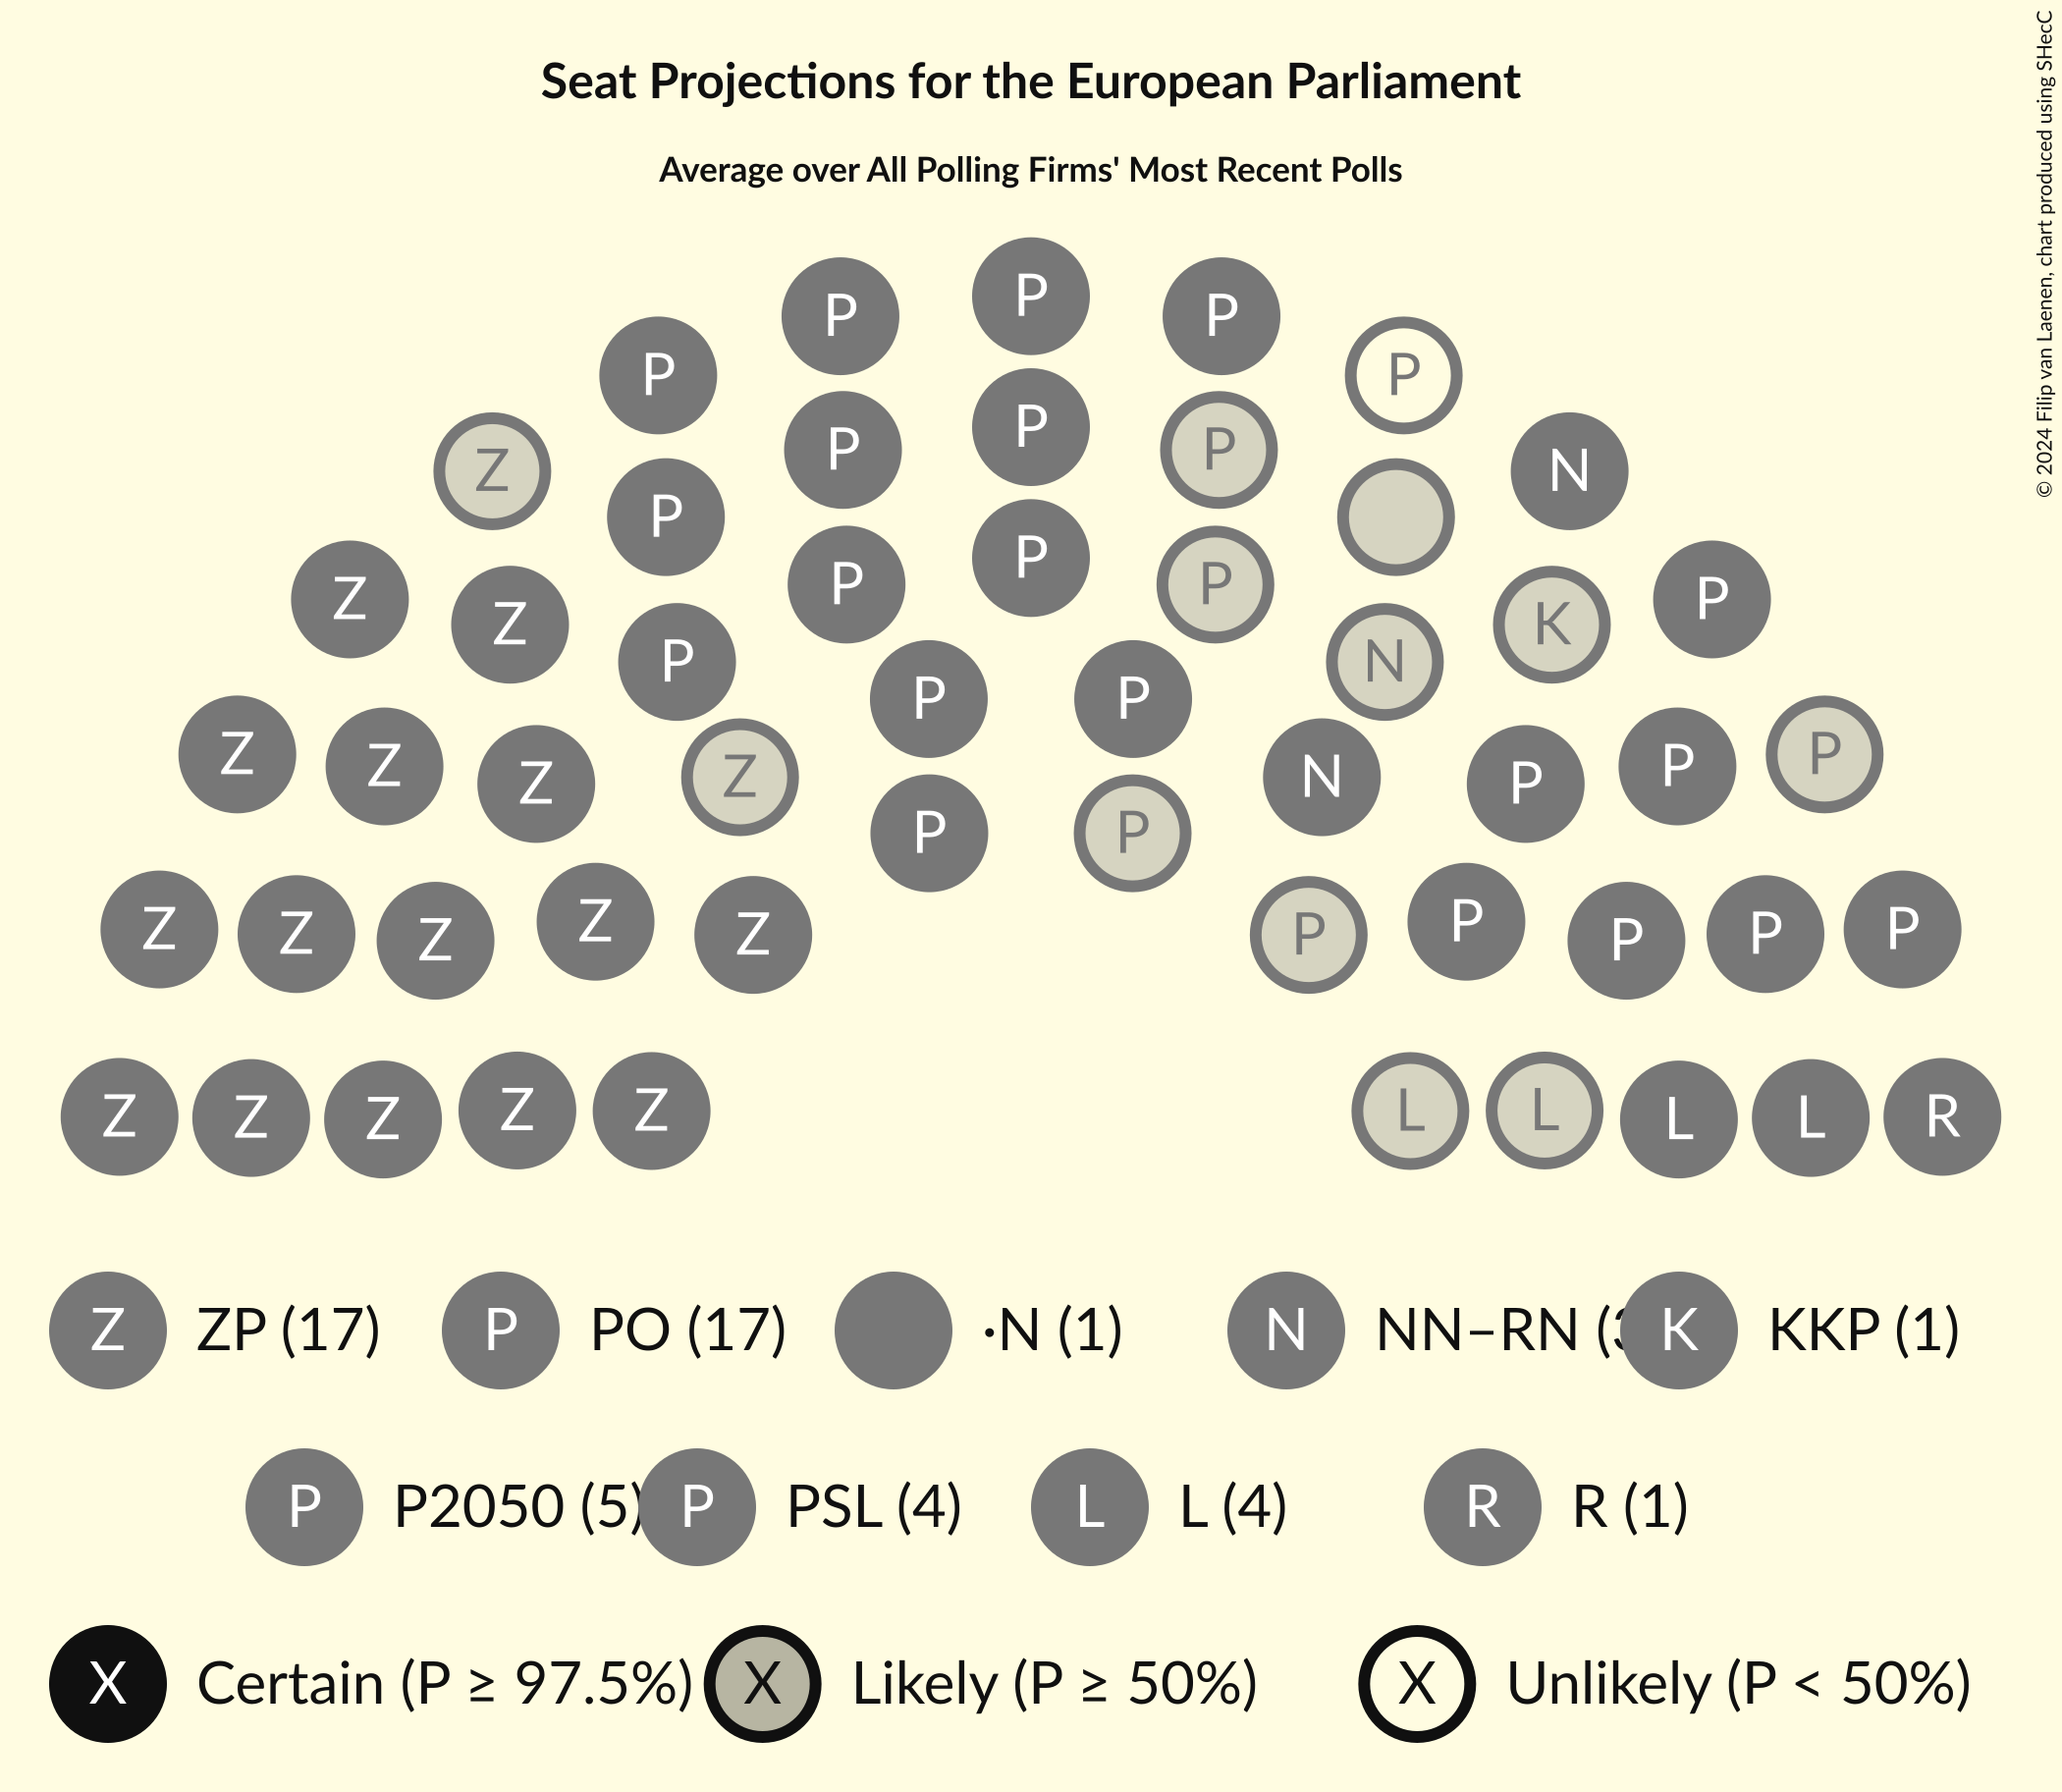 Seat Projections for the European Parliament
Average over All Polling Firms' Most Recent Polls
© 2024 Filip van Laenen, chart produced using SHecC
P P P
P P
Z P P P N
P P
Z Z P P K P
P N
Z Z Z Z P P N P P P
P P
Z Z Z Z Z P P P P P
Z Z Z Z Z L L L L R
Z ZP (17) P PO (17) ·N (1) N NN–RN K KKP (1)
P P2050 (5) P PSL (4) L L (4) R R (1)
X Certain (P ≥ 97.5%) X Likely (P ≥ 50%) X Unlikely (P < 50%)